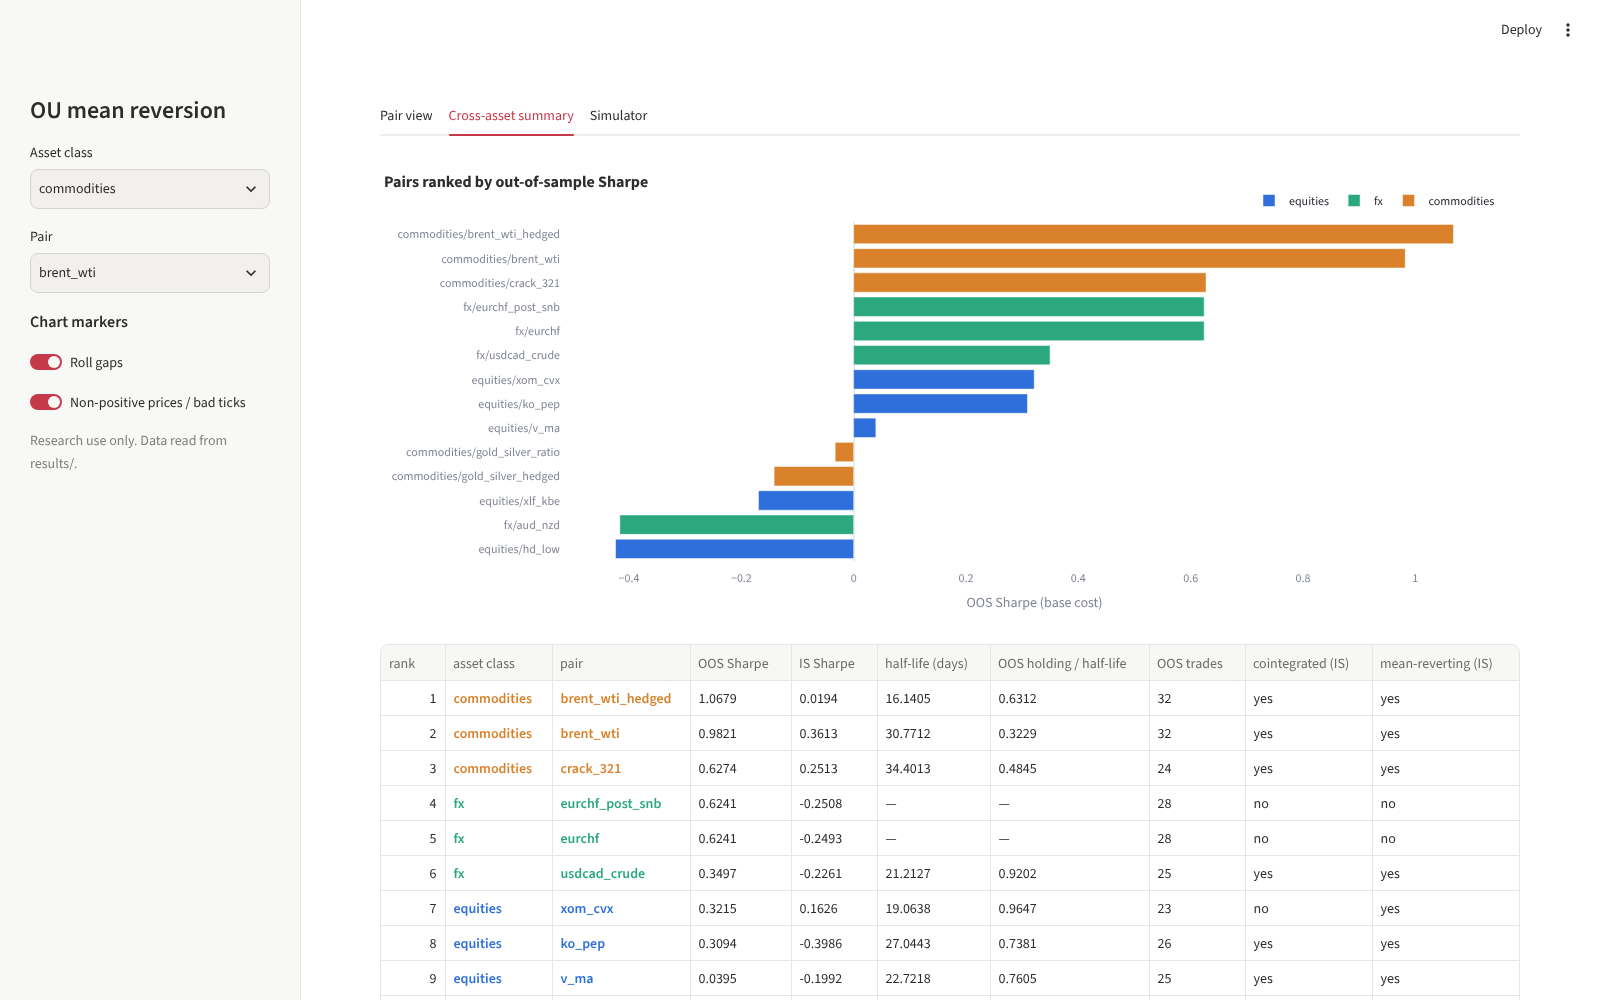 Deploy
OU mean reversion
Asset class
commodities
Pair
brent_wti
Chart markers
Roll gaps
Non-positive prices / bad ticks
Research use only. Data read from
results/.
Pair view Cross-asset summary Simulator
Pairs ranked by out-of-sample Sharpe
equities fx commodities
commodities/brent_wti_hedged
commodities/brent_wti
commodities/crack_321
fx/eurchf_post_snb
fx/eurchf
fx/usdcad_crude
equities/xom_cvx
equities/ko_pep
equities/v_ma
commodities/gold_silver_ratio
commodities/gold_silver_hedged
equities/xlf_kbe
fx/aud_nzd
equities/hd_low
−0.4 −0.2 0 0.2 0.4 0.6 0.8 1
OOS Sharpe (base cost)
rank asset class pair OOS Sharpe IS Sharpe half-life (days) OOS holding / half-life OOS trades cointegrated (IS) mean-reverting (IS)
1 commodities brent_wti_hedged 1.0679 0.0194 16.1405 0.6312 32 yes yes
2 commodities brent_wti 0.9821 0.3613 30.7712 0.3229 32 yes yes
3 commodities crack_321 0.6274 0.2513 34.4013 0.4845 24 yes yes
4 fx eurchf_post_snb 0.6241 -0.2508 — — 28 no no
5 fx eurchf 0.6241 -0.2493 — — 28 no no
6 fx usdcad_crude 0.3497 -0.2261 21.2127 0.9202 25 yes yes
7 equities xom_cvx 0.3215 0.1626 19.0638 0.9647 23 no yes
8 equities ko_pep 0.3094 -0.3986 27.0443 0.7381 26 yes yes
9 equities v_ma 0.0395 -0.1992 22.7218 0.7605 25 yes yes